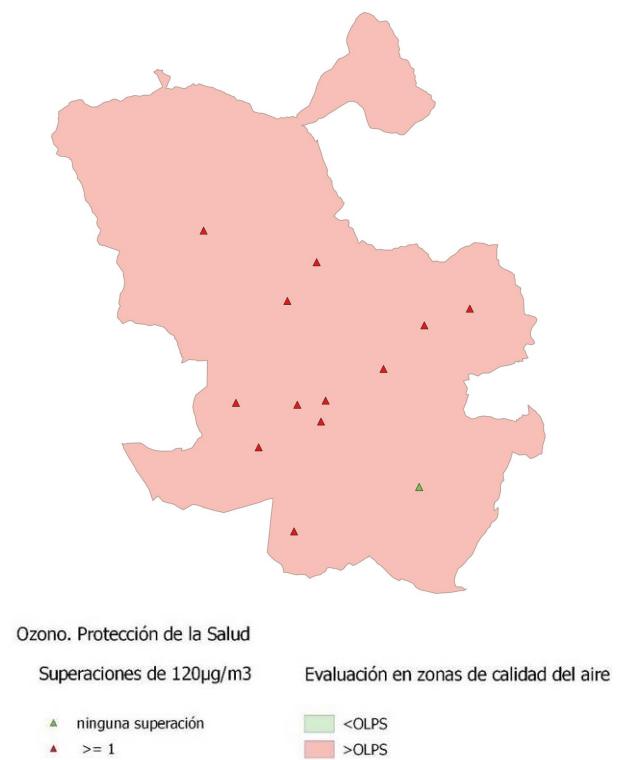 Ozono. Protección de la Salud
Superaciones de 120µg/m3
ninguna superación
>= 1
Evaluación en zonas de calidad del aire
<OLPS
>OLPS